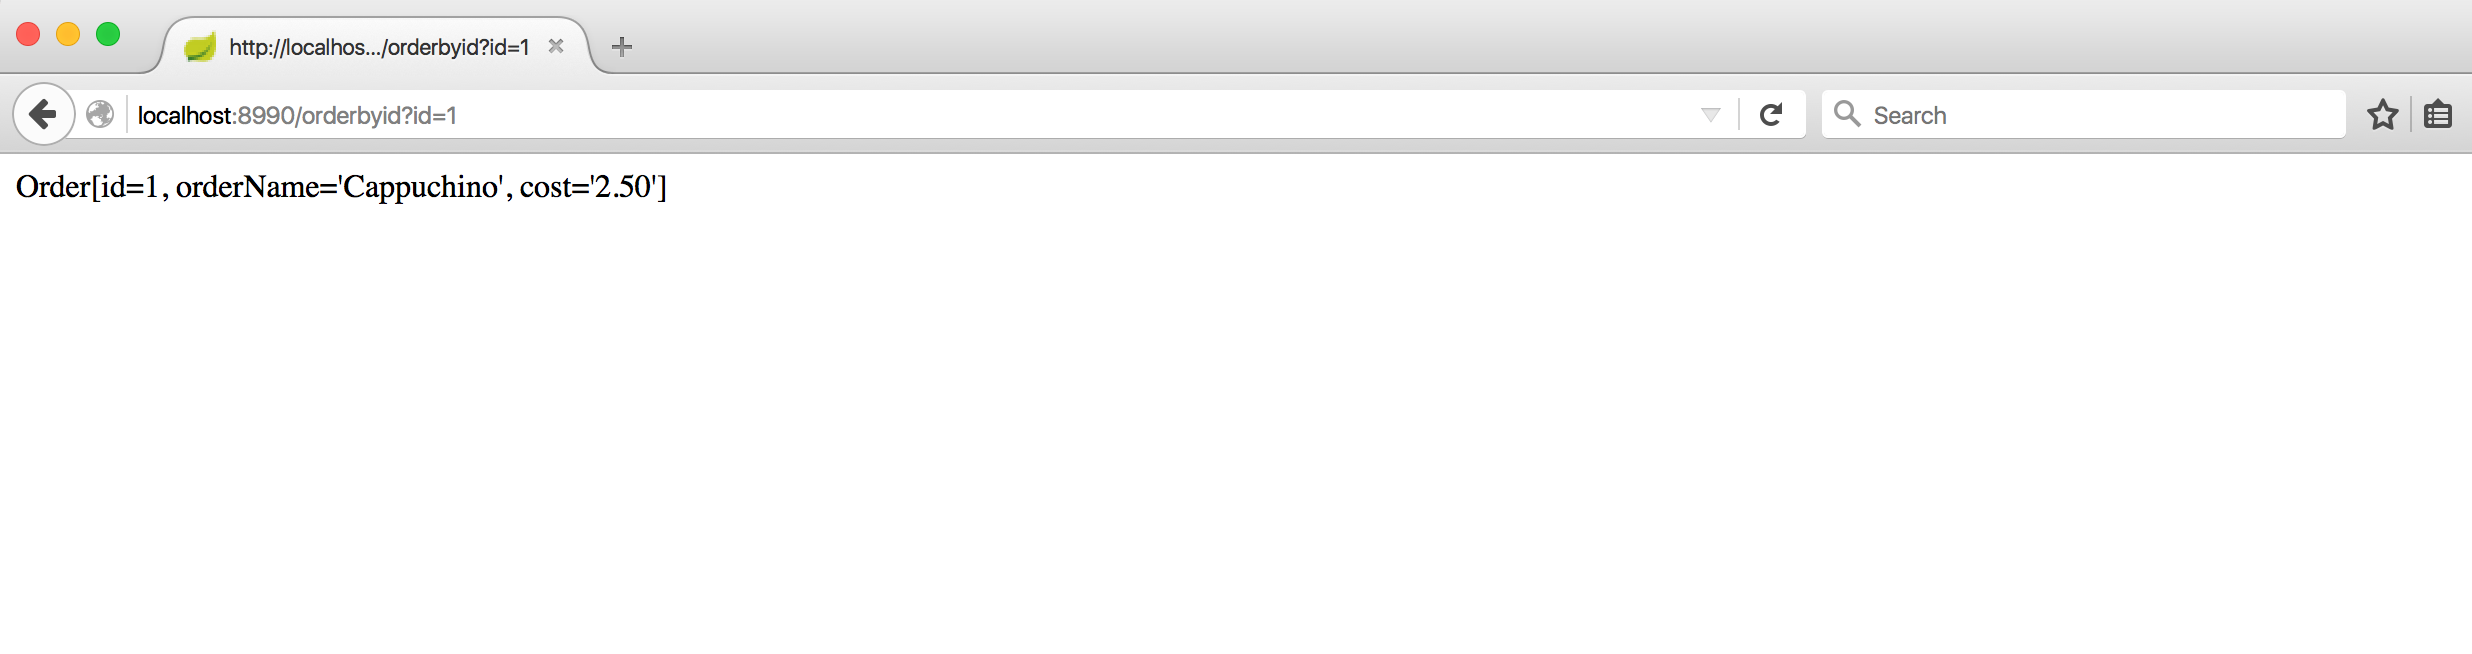 http://localhos.../orderbyid?id=1
localhost:8990/orderbyid?id=1
Search
Order[id=1, orderName='Cappuchino', cost='2.50']